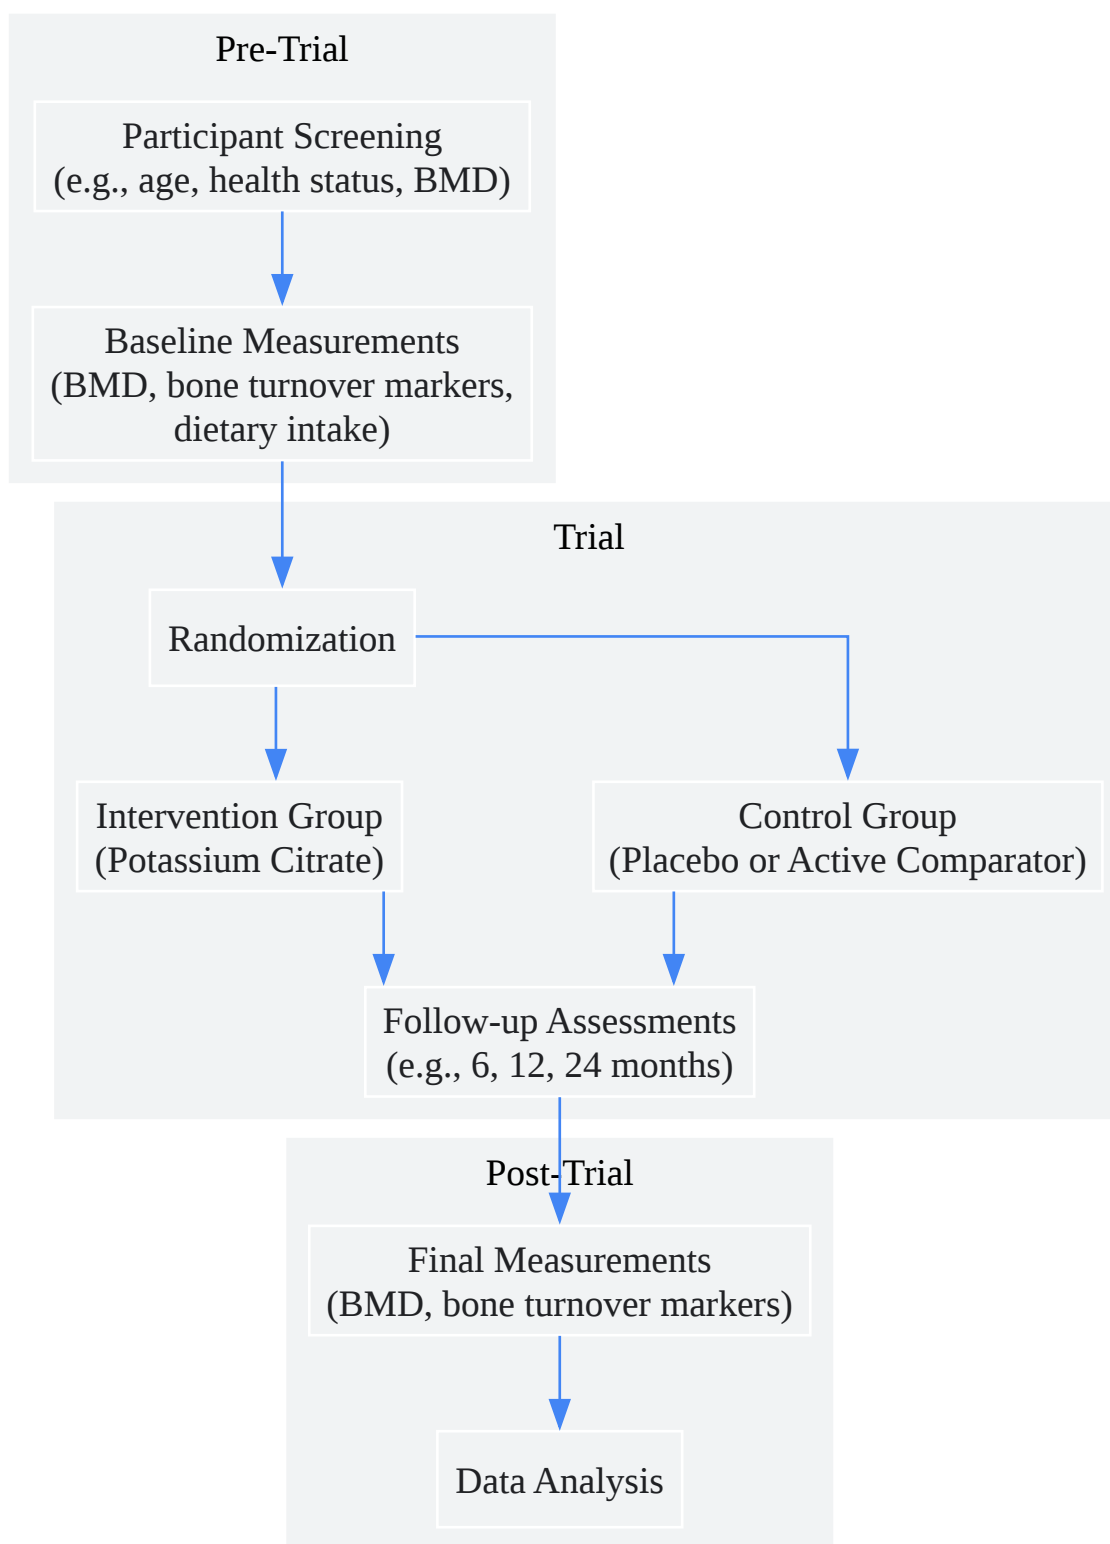 Pre-Trial
Participant Screening
(e.g., age, health status, BMD)
Baseline Measurements
(BMD, bone turnover markers,
dietary intake)
Trial
Randomization
Intervention Group
(Potassium Citrate)
Control Group
(Placebo or Active Comparator)
Follow-up Assessments
(e.g., 6, 12, 24 months)
Post-Trial
Final Measurements
(BMD, bone turnover markers)
Data Analysis